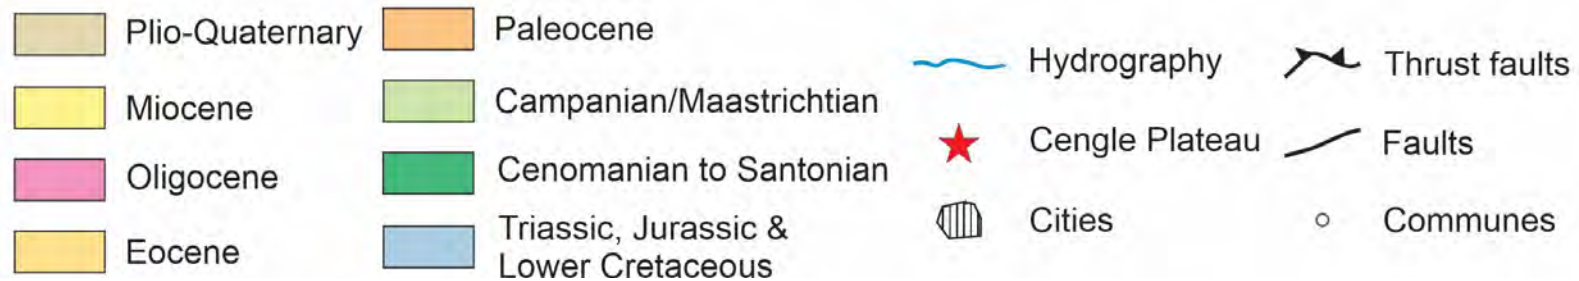 Plio-Quaternary
Miocene
Oligocene
Eocene
Paleocene
Campanian/Maastrichtian
Cenomanian to Santonian
Triassic, Jurassic &
Lower Cretaceous
Hydrography
Cengle Plateau
Cities
Thrust faults
Faults
Communes